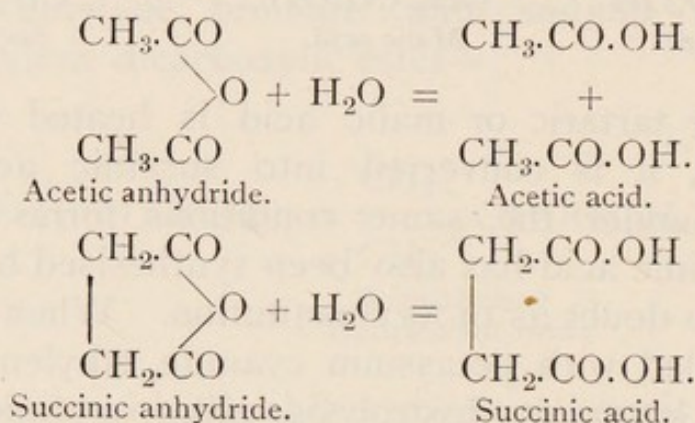 CH₃.CO CH₃.CO.OH
O + H₂O = +
CH₃.CO CH₃.CO.OH.
Acetic anhydride. Acetic acid.
CH₂.CO CH₂.CO.OH
O + H₂O =
CH₂.CO CH₂.CO.OH.
Succinic anhydride. Succinic acid.